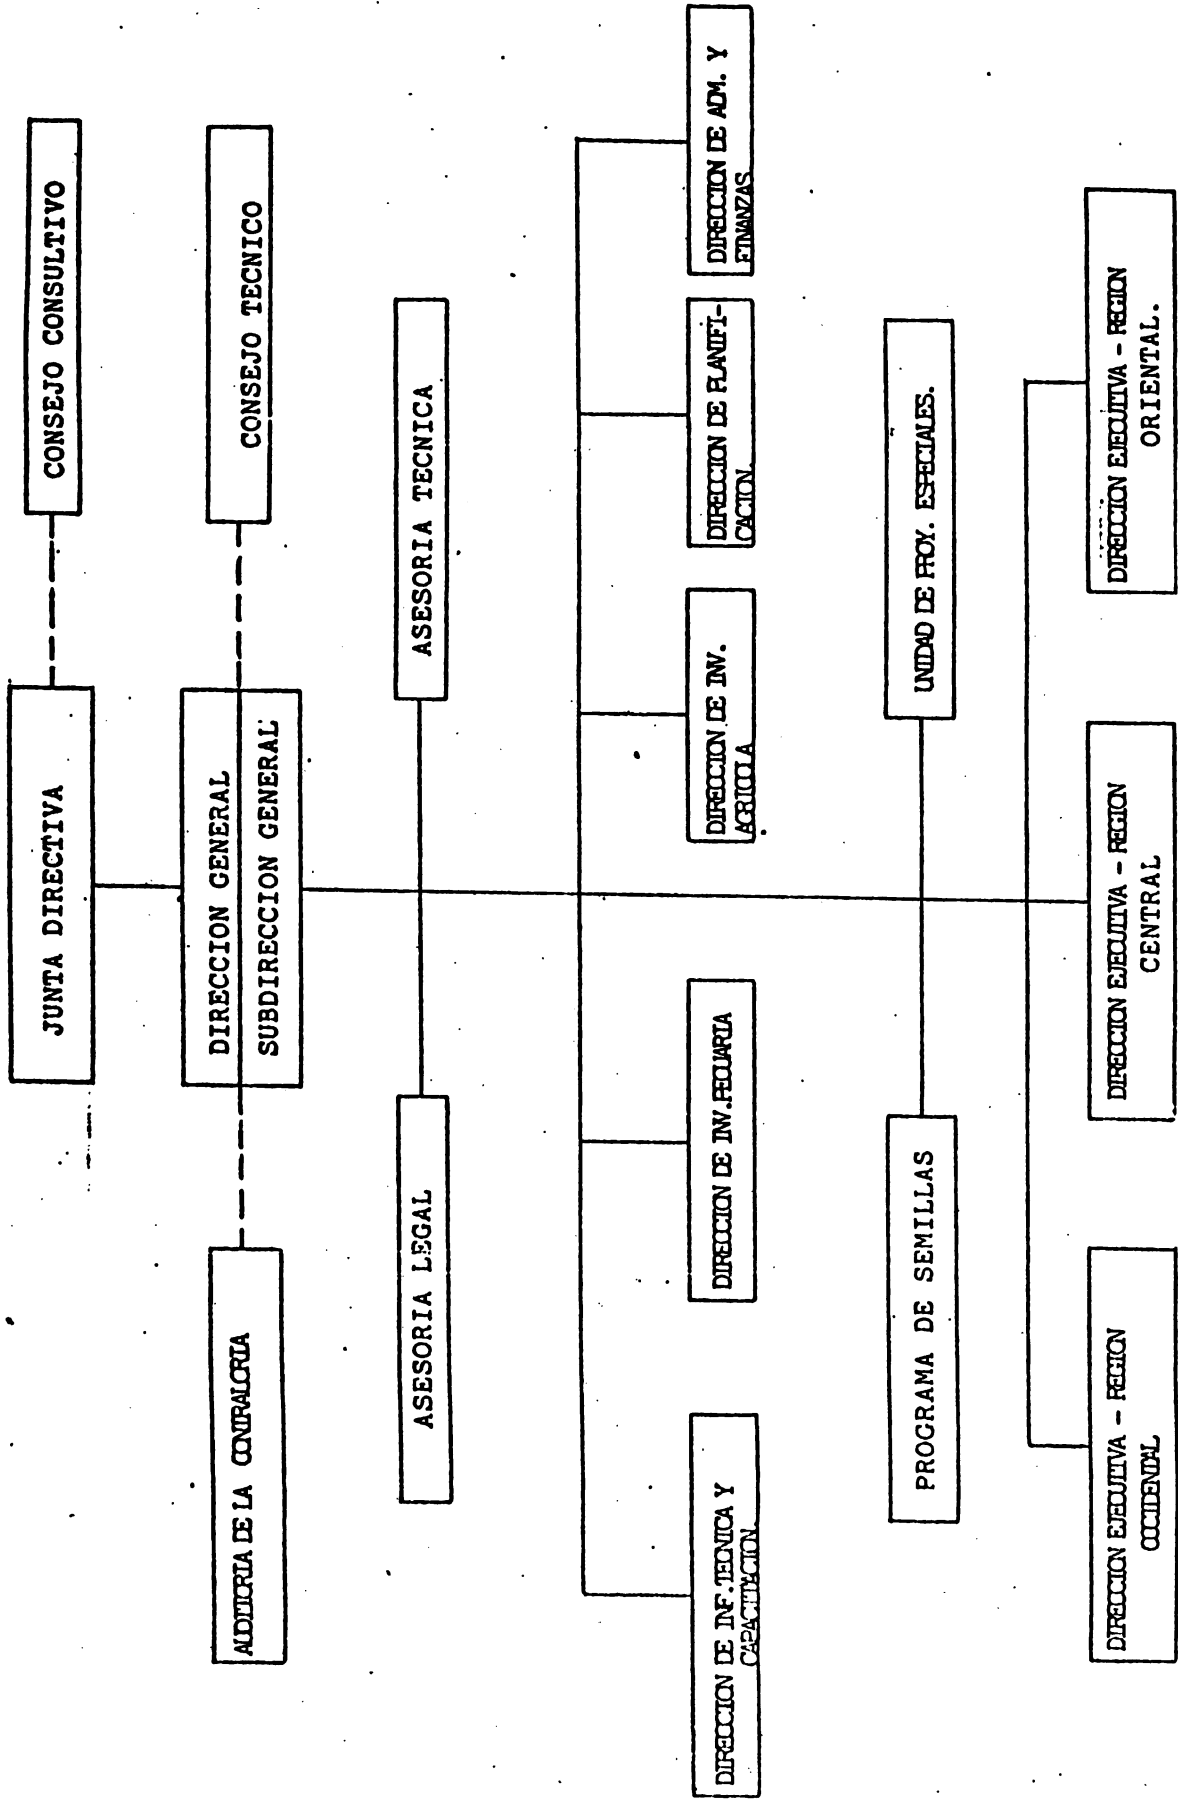 JUNTA DIRECTIVA
CONSEJO CONSULTIVO
AUDITORIA DE LA CONTRALORIA
DIRECCION GENERAL
SUBDIRECCION GENERAL
CONSEJO TECNICO
ASESORIA LEGAL
ASESORIA TECNICA
DIRECCION DE INF. TECNICA Y
CAPACITACION.
DIRECCION DE INV. PECUARIA
DIRECCION DE INV.
AGRICOLA
DIRECCION DE PLANIFI-
CACION.
DIRECCION DE ADM. Y
FINANZAS.
PROGRAMA DE SEMILLAS
UNIDAD DE PROY. ESPECIALES.
DIRECCION EJECUTIVA - REGION
OCCIDENTAL
DIRECCION EJECUTIVA - REGION
CENTRAL
DIRECCION EJECUTIVA - REGION
ORIENTAL.